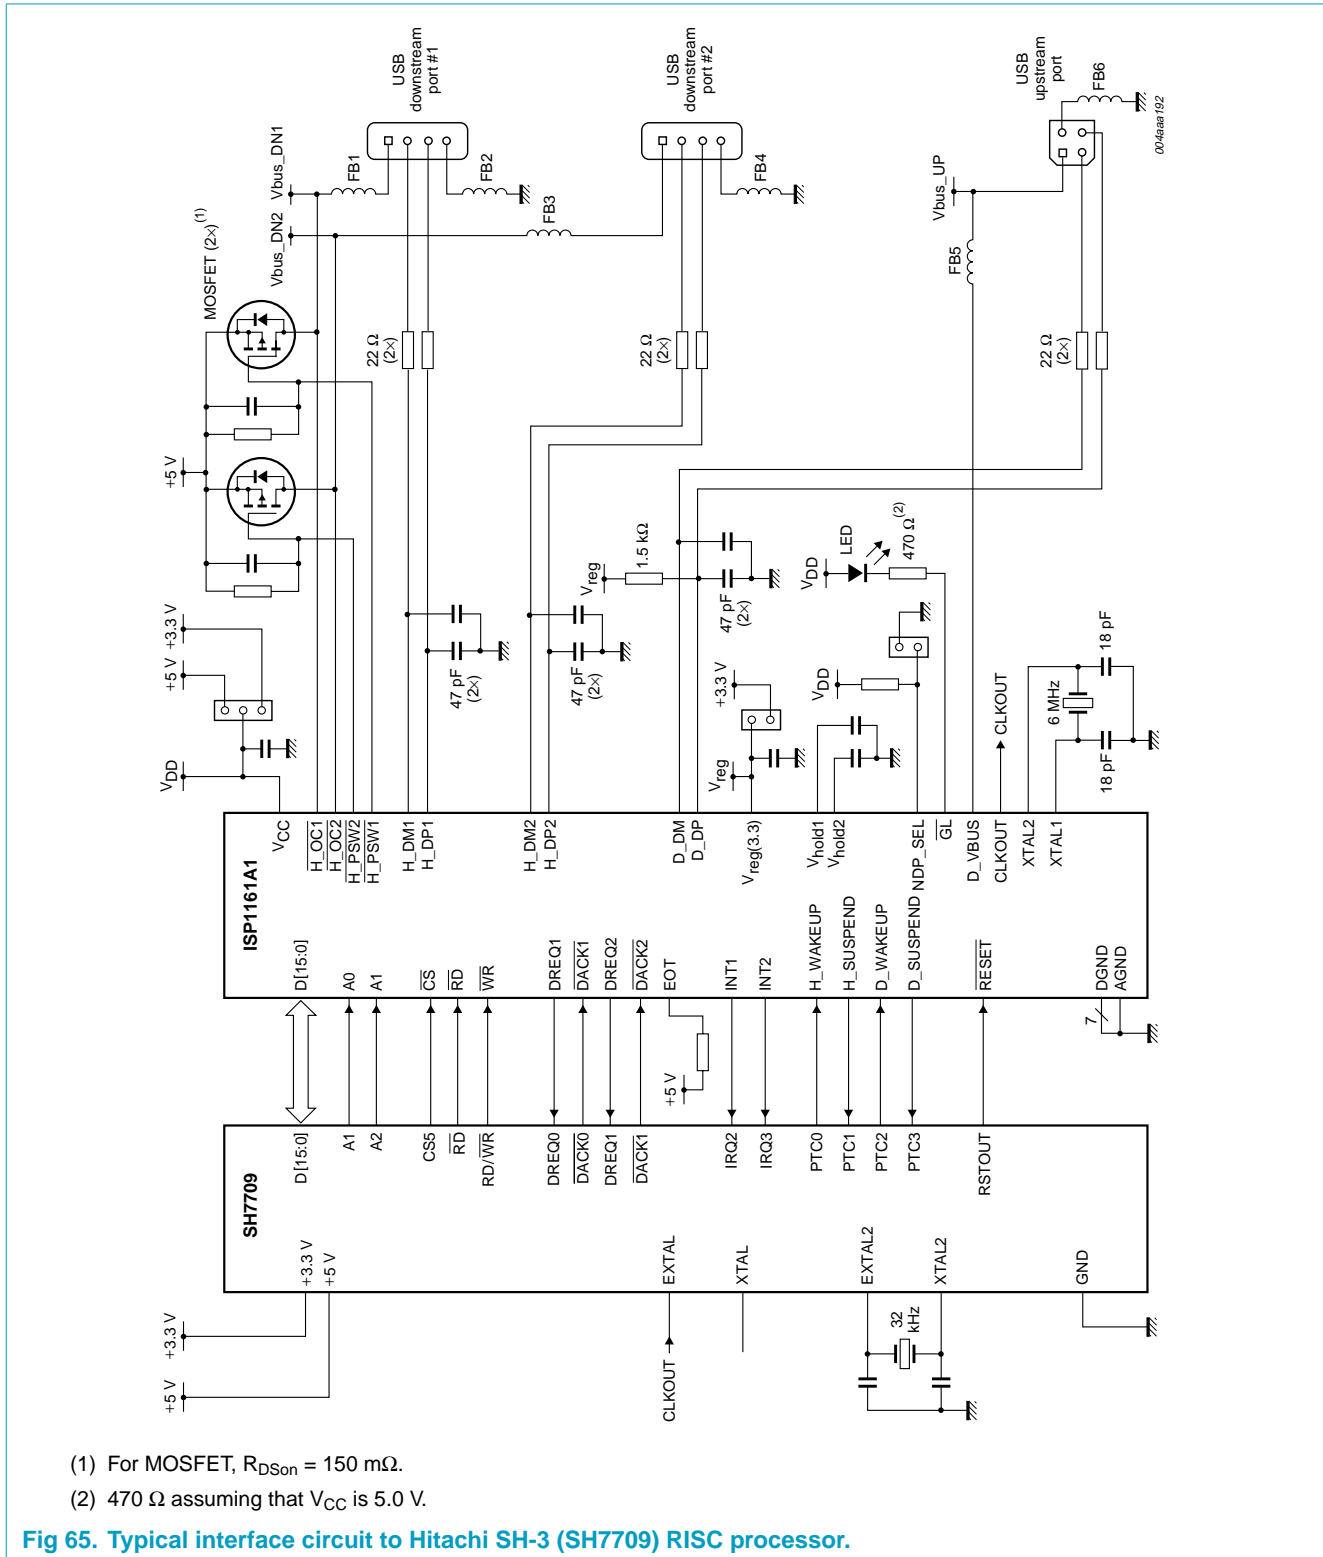 USB
downstream
port #1
USB
downstream
port #2
USB
upstream
port
FB6
004aaa192
Vbus_DN1
FB1
FB2
FB4
Vbus_UP
Vbus_DN2
FB3
FB5
MOSFET (2×)(1)
22 Ω
(2×)
22 Ω
(2×)
22 Ω
(2×)
+5 V
+3.3 V
+5 V
Vreg
1.5 kΩ
47 pF
(2×)
47 pF
(2×)
47 pF
(2×)
VDD
LED
470 Ω(2)
+3.3 V
VDD
CLKOUT
6 MHz
18 pF
18 pF
VDD
Vreg
VCC
H_OC1
H_OC2
H_PSW2
H_PSW1
H_DM1
H_DP1
H_DM2
H_DP2
D_DM
D_DP
Vreg(3.3)
Vhold1
Vhold2
NDP_SEL
GL
D_VBUS
CLKOUT
XTAL2
XTAL1
ISP1161A1
D[15:0]
A0
A1
CS
RD
WR
DREQ1
DACK1
DREQ2
DACK2
EOT
INT1
INT2
H_WAKEUP
H_SUSPEND
D_WAKEUP
D_SUSPEND
RESET
DGND
AGND
7
+5 V
SH7709
D[15:0]
A1
A2
CS5
RD
RD/WR
DREQ0
DACK0
DREQ1
DACK1
IRQ2
IRQ3
PTC0
PTC1
PTC2
PTC3
RSTOUT
+3.3 V
+5 V
EXTAL
XTAL
EXTAL2
XTAL2
GND
+3.3 V
+5 V
CLKOUT
32
kHz
(1) For MOSFET, RDSon = 150 mΩ.
(2) 470 Ω assuming that VCC is 5.0 V.
Fig 65. Typical interface circuit to Hitachi SH-3 (SH7709) RISC processor.